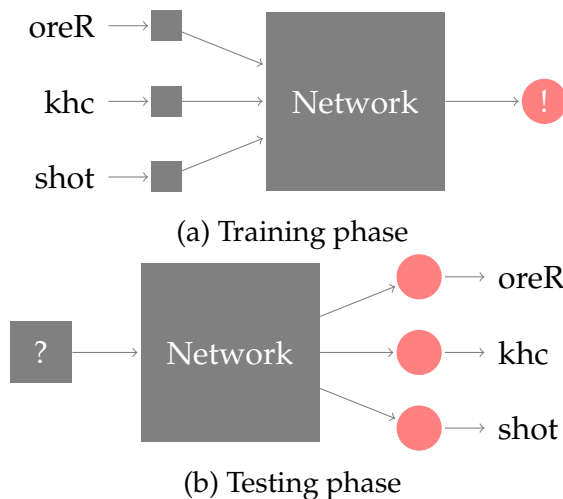 oreR
khc
Network
!
shot
(a) Training phase
oreR
?
Network
khc
shot
(b) Testing phase